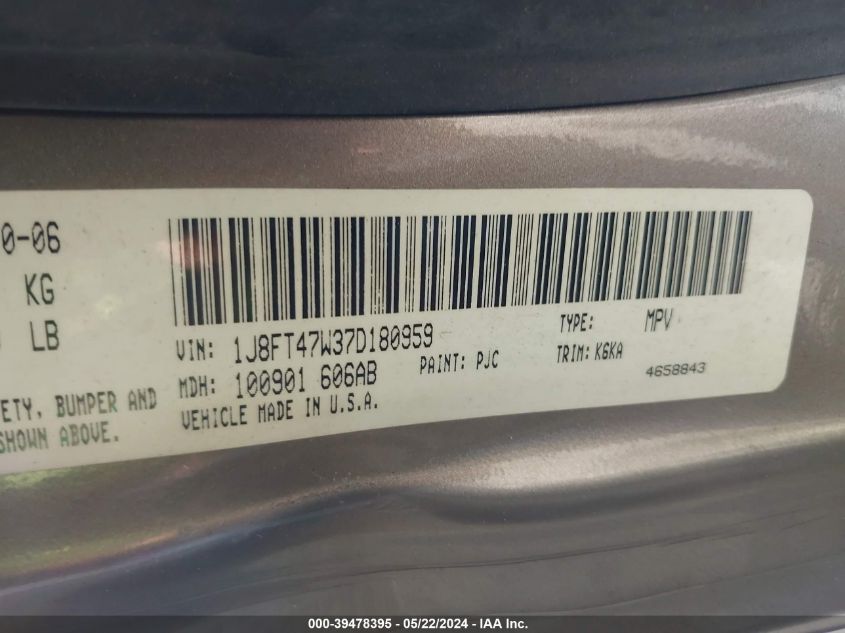 0-06
KG
LB
VIN: 1J8FT47W37D180959
TYPE: MPV
MDH: 100901 606AB
PAINT: PJC
TRIM: K6KA
VEHICLE MADE IN U.S.A.
4658843
ETY, BUMPER AND
SHOWN ABOVE.
000-39478395 - 05/22/2024 - IAA Inc.